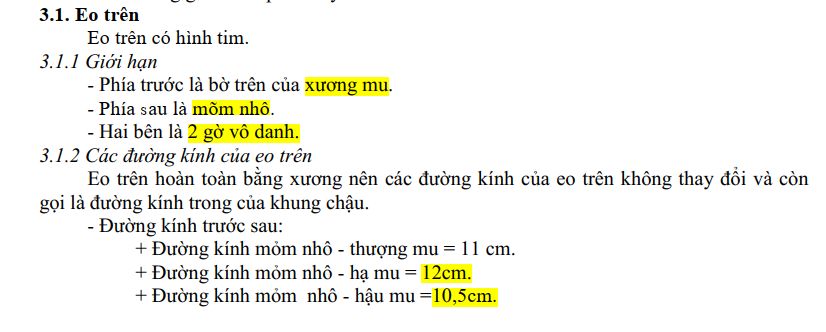 3.1. Eo trên
Eo trên có hình tim.
3.1.1 Giới hạn
- Phía trước là bờ trên của xương mu.
- Phía sau là mõm nhô.
- Hai bên là 2 gờ vô danh.
3.1.2 Các đường kính của eo trên
Eo trên hoàn toàn bằng xương nên các đường kính của eo trên không thay đổi và còn
gọi là đường kính trong của khung chậu.
- Đường kính trước sau:
+ Đường kính mỏm nhô - thượng mu = 11 cm.
+ Đường kính mỏm nhô - hạ mu = 12cm.
+ Đường kính mỏm nhô - hậu mu =10,5cm.